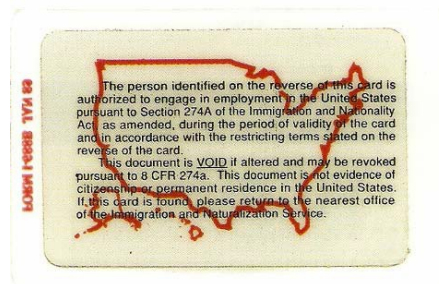 The person identified on the reverse of this card is
authorized to engage in employment in the United States
pursuant to Section 274A of the Immigration and Nationality
Act, as amended, during the period of validity of the card
and in accordance with the restricting terms stated on the
reverse of the card.
This document is VOID if altered and may be revoked
pursuant to 8 CFR 274a. This document is not evidence of
citizenship or permanent residence in the United States.
If this card is found, please return to the nearest office
of the Immigration and Naturalization Service.
FORM I-688B JAN 89